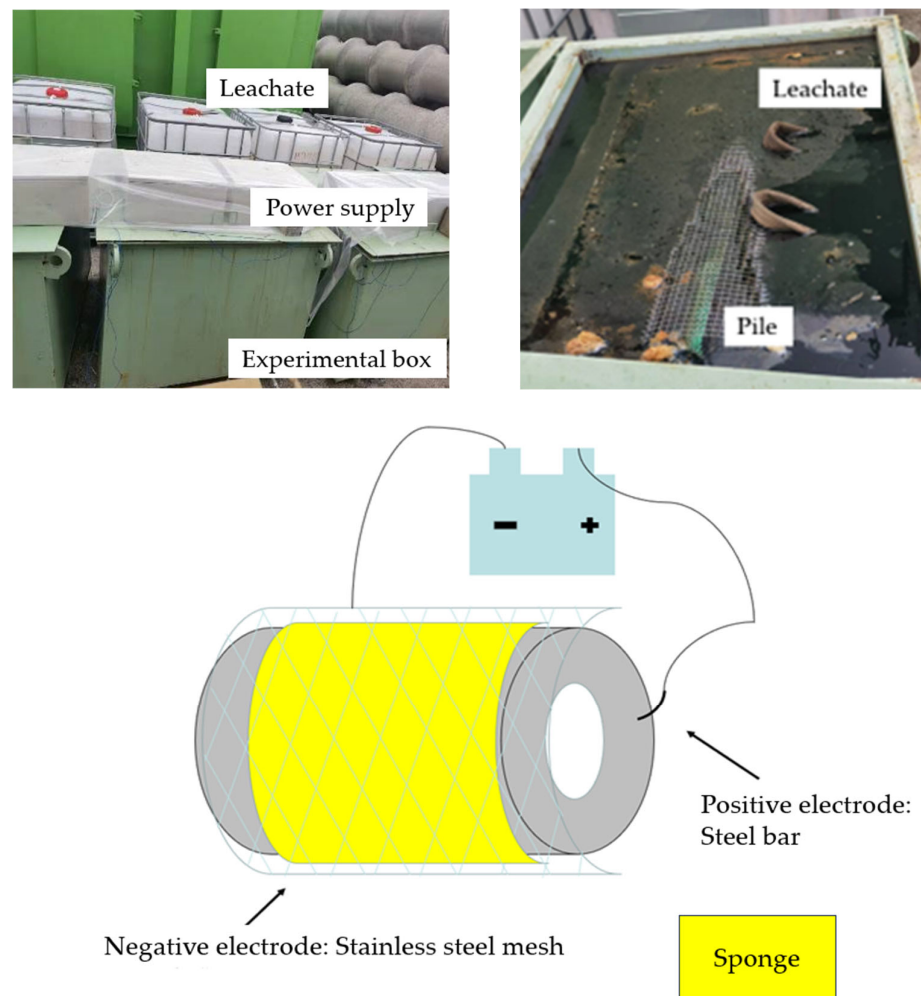 Leachate
Power supply
Experimental box
Leachate
Pile
- +
Positive electrode:
Steel bar
Negative electrode: Stainless steel mesh
Sponge